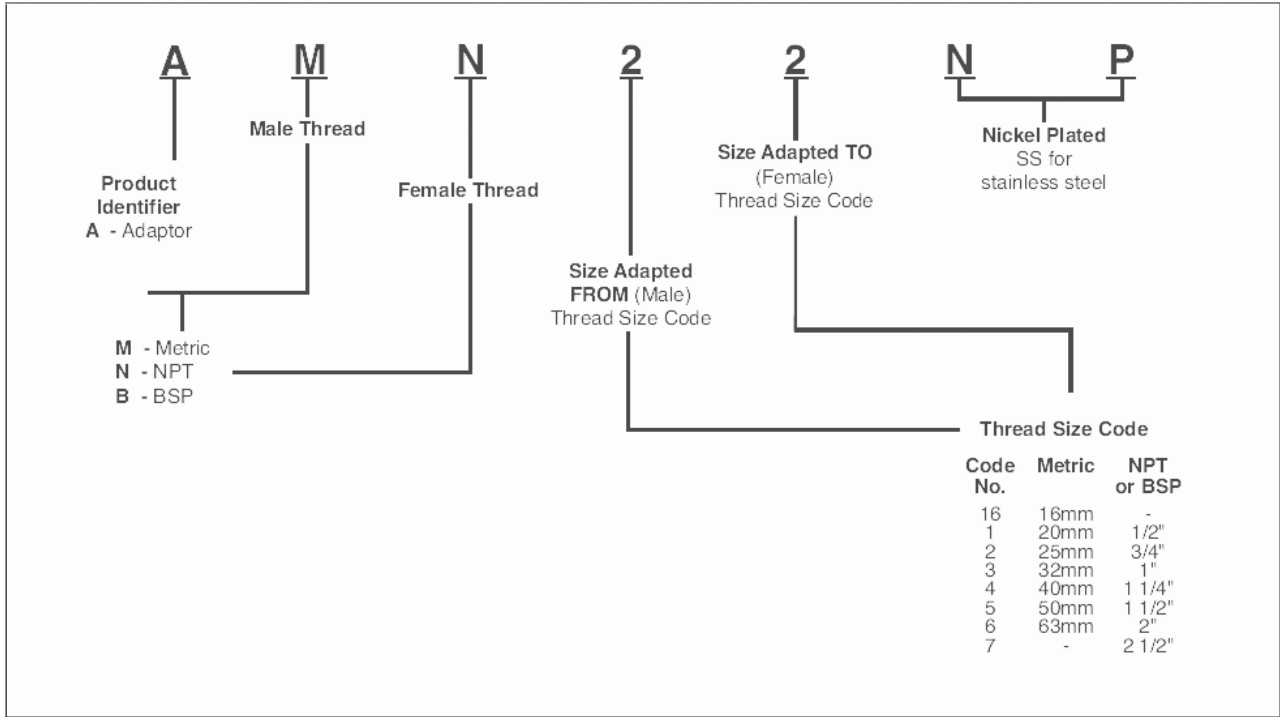 A M N 2 2 N P
Male Thread
Product
Identifier
A - Adaptor
Female Thread
M - Metric
N - NPT
B - BSP
Size Adapted
FROM (Male)
Thread Size Code
Size Adapted TO
(Female)
Thread Size Code
Nickel Plated
SS for
stainless steel
Thread Size Code
Code Metric NPT
No. or BSP
16 16mm -
1 20mm 1/2"
2 25mm 3/4"
3 32mm 1"
4 40mm 1 1/4"
5 50mm 1 1/2"
6 63mm 2"
7 - 2 1/2"